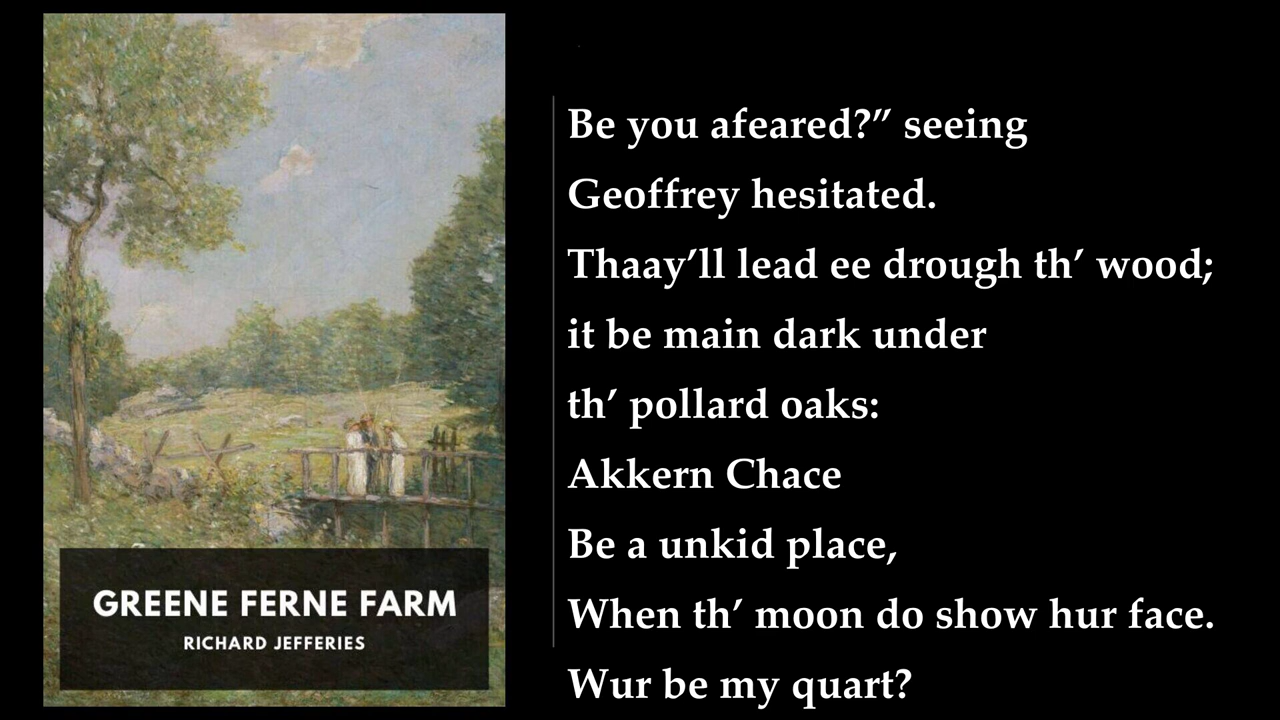 GREENE FERNE FARM
RICHARD JEFFERIES
Be you afeared?” seeing
Geoffrey hesitated.
Thaay’ll lead ee drough th’ wood;
it be main dark under
th’ pollard oaks:
Akkern Chace
Be a unkid place,
When th’ moon do show hur face.
Wur be my quart?